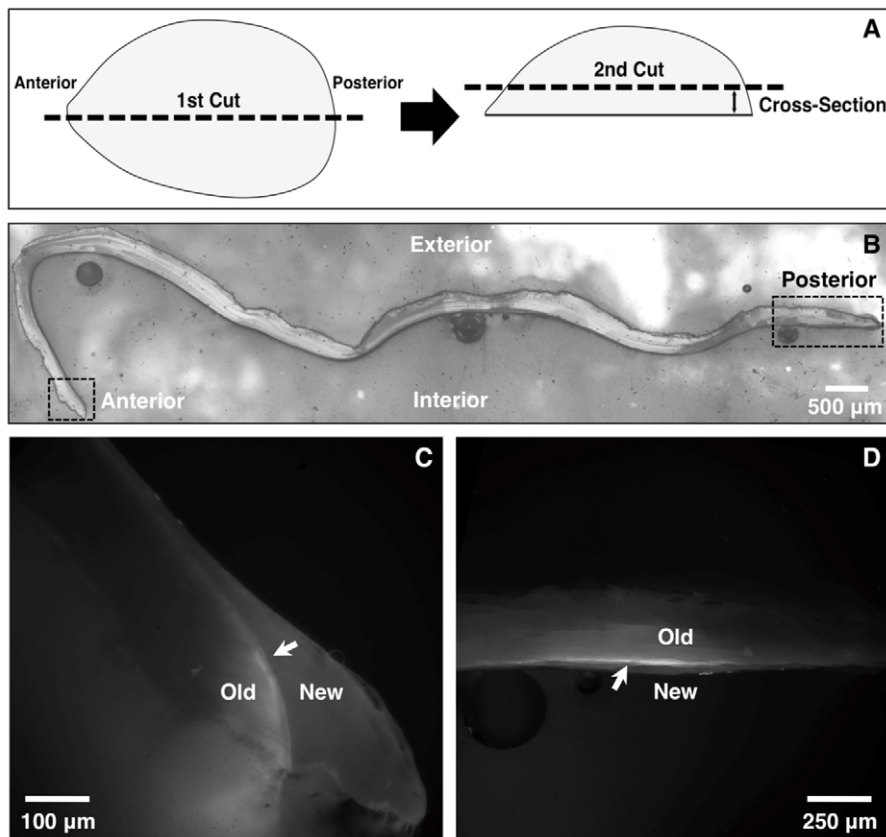 A
Anterior
Posterior
1st Cut
2nd Cut
Cross-Section
B
Exterior
Posterior
Anterior
Interior
500 µm
C
Old
New
100 µm
D
Old
New
250 µm